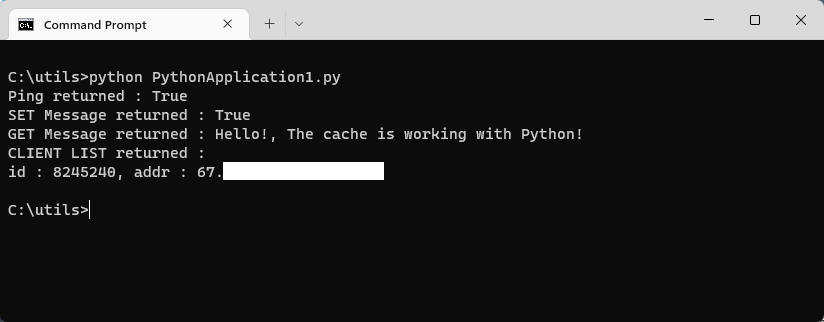 Command Prompt
C:\utils>python PythonApplication1.py
Ping returned : True
SET Message returned : True
GET Message returned : Hello!, The cache is working with Python!
CLIENT LIST returned :
id : 8245240, addr : 67.
C:\utils>